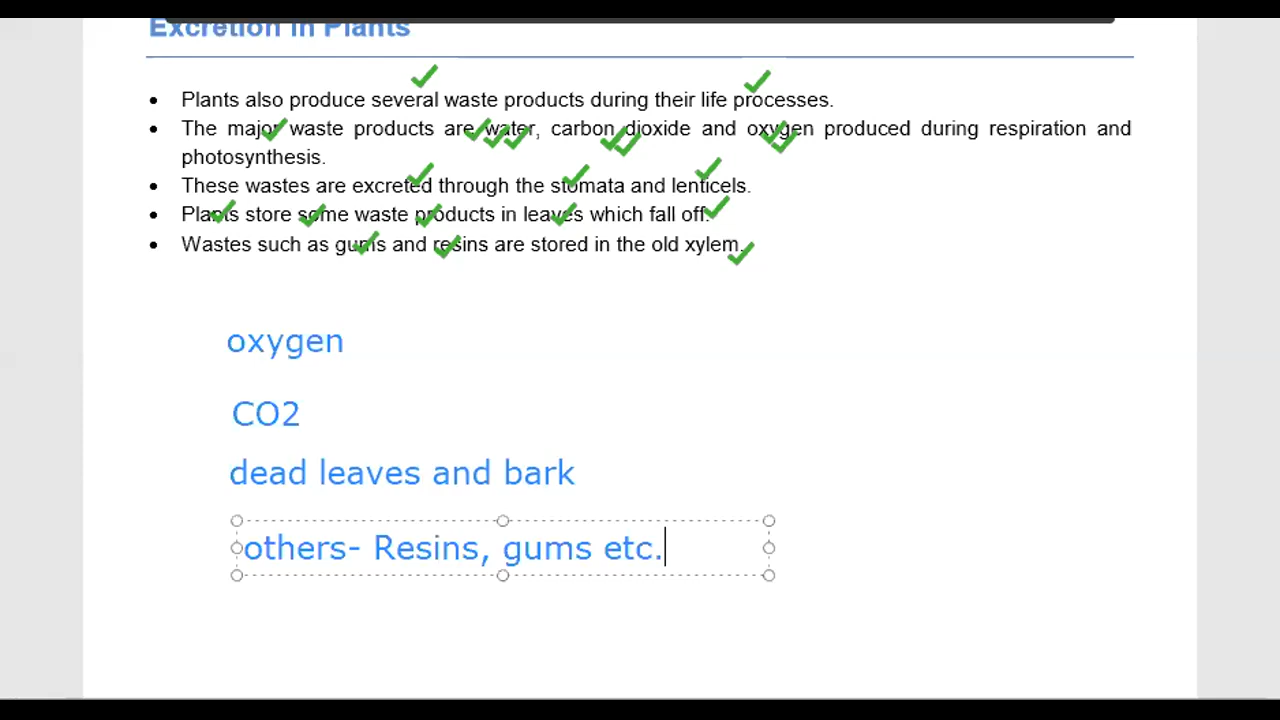 Excretion in Plants
• Plants also produce several waste products during their life processes.
• The major waste products are water, carbon dioxide and oxygen produced during respiration and
photosynthesis.
• These wastes are excreted through the stomata and lenticels.
• Plants store some waste products in leaves which fall off.
• Wastes such as gums and resins are stored in the old xylem.
oxygen
CO2
dead leaves and bark
others- Resins, gums etc.